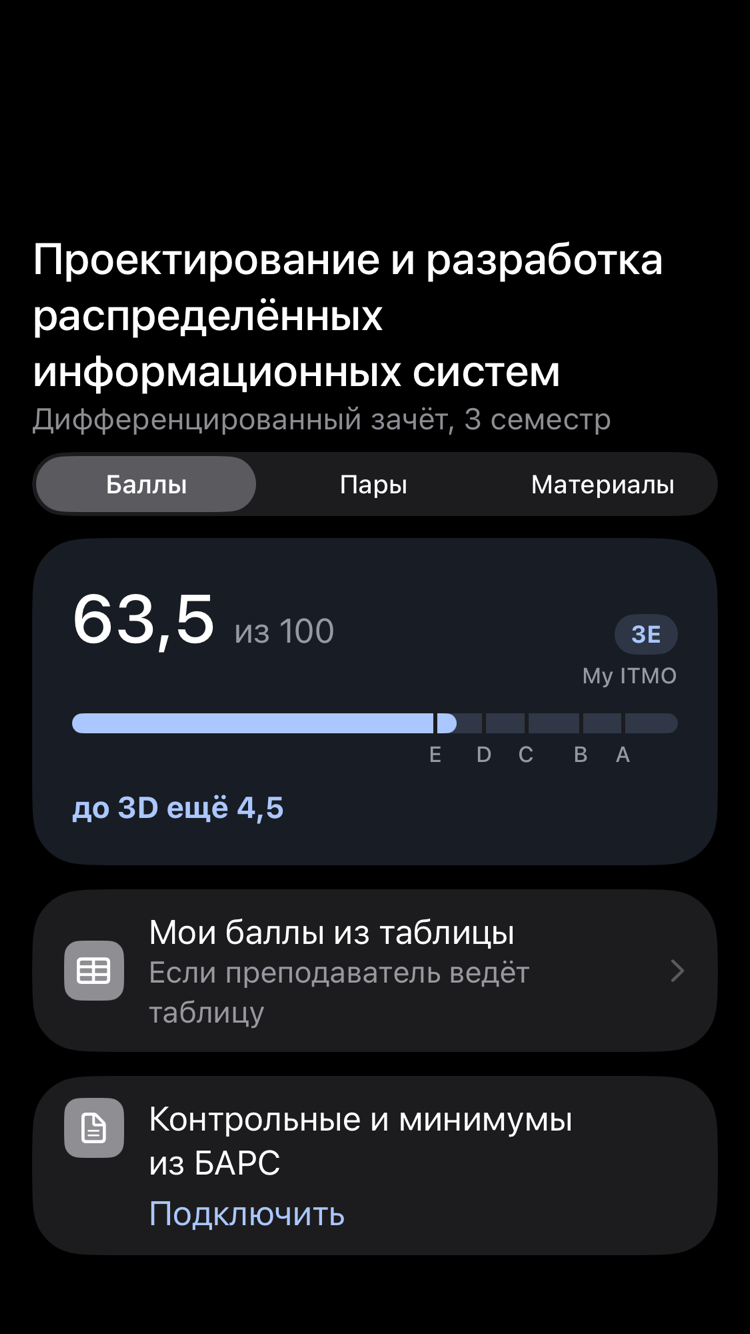 Проектирование и разработка
распределённых
информационных систем
Дифференцированный зачёт, 3 семестр
Баллы
Пары
Материалы
63,5 из 100
3E
My ITMO
E D C B A
до 3D ещё 4,5
Мои баллы из таблицы
Если преподаватель ведёт
таблицу
Контрольные и минимумы
из БАРС
Подключить